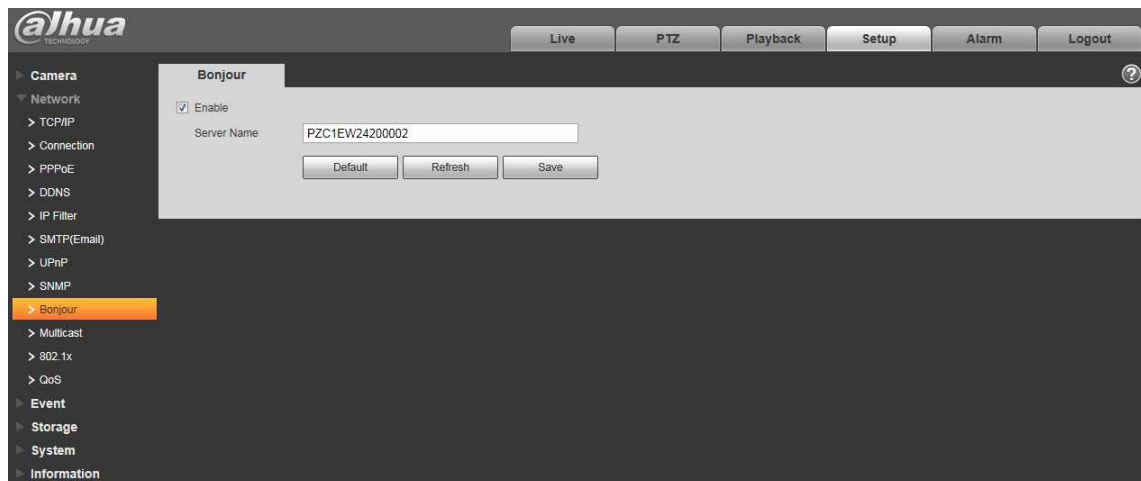 alhua
TECHNOLOGY
Live PTZ Playback Setup Alarm Logout
Camera
Network
> TCP/IP
> Connection
> PPPoE
> DDNS
> IP Filter
> SMTP(Email)
> UPnP
> SNMP
> Bonjour
> Multicast
> 802.1x
> QoS
Event
Storage
System
Information
Bonjour
?
Enable
Server Name PZC1EW24200002
Default Refresh Save